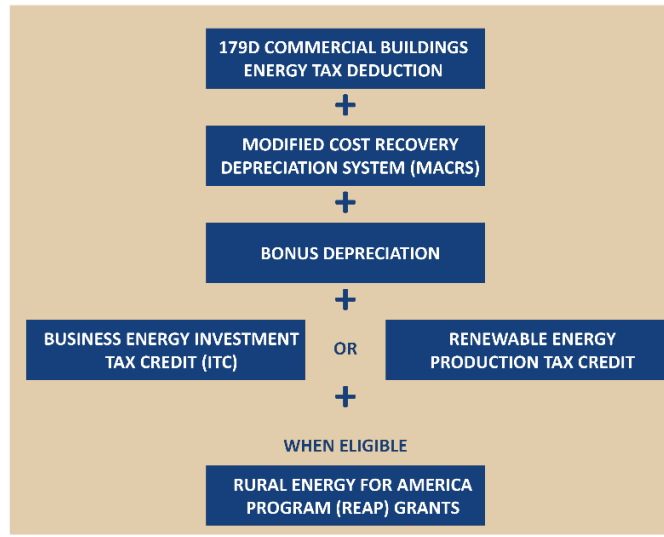 179D COMMERCIAL BUILDINGS
ENERGY TAX DEDUCTION
+
MODIFIED COST RECOVERY
DEPRECIATION SYSTEM (MACRS)
+
BONUS DEPRECIATION
+
BUSINESS ENERGY INVESTMENT
TAX CREDIT (ITC)
OR
RENEWABLE ENERGY
PRODUCTION TAX CREDIT
+
WHEN ELIGIBLE
RURAL ENERGY FOR AMERICA
PROGRAM (REAP) GRANTS